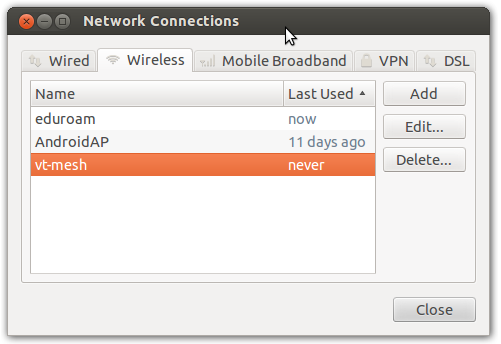 Network Connections
Wired Wireless Mobile Broadband VPN DSL
Name Last Used Add
eduroam now
AndroidAP 11 days ago Edit...
vt-mesh never Delete...
Close